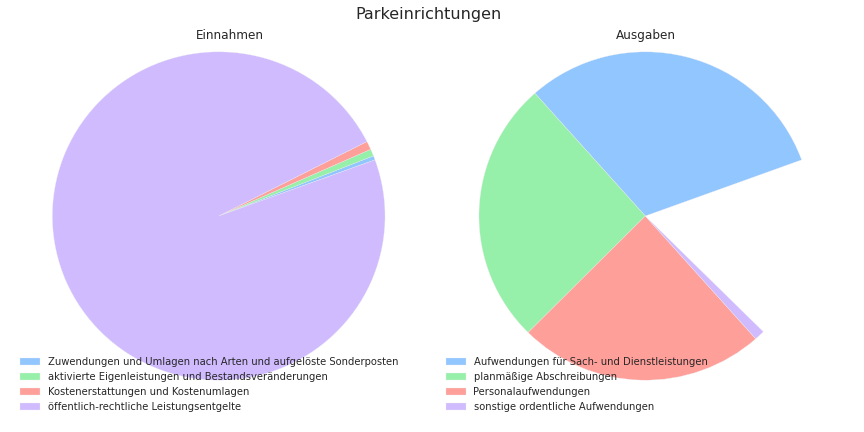 Parkeinrichtungen
Einnahmen
Ausgaben
Zuwendungen und Umlagen nach Arten und aufgelöste Sonderposten
aktivierte Eigenleistungen und Bestandsveränderungen
Kostenerstattungen und Kostenumlagen
öffentlich-rechtliche Leistungsentgelte
Aufwendungen für Sach- und Dienstleistungen
planmäßige Abschreibungen
Personalaufwendungen
sonstige ordentliche Aufwendungen